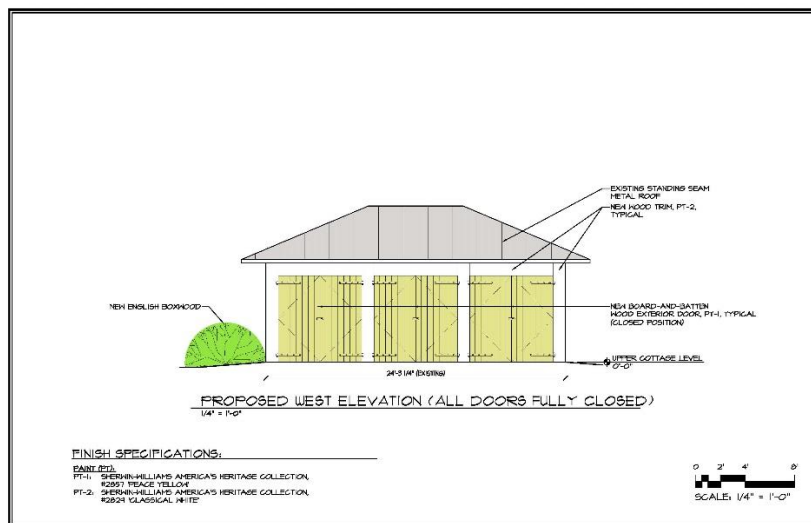 EXISTING STANDING SEAM
METAL ROOF
NEW WOOD TRIM, PT-2,
TYPICAL
NEW ENGLISH BOXWOOD
NEW BOARD-AND-BATTEN
WOOD EXTERIOR DOOR, PT-1, TYPICAL
(CLOSED POSITION)
UPPER COTTAGE LEVEL
0'-0"
24'-3 1/4" (EXISTING)
PROPOSED WEST ELEVATION (ALL DOORS FULLY CLOSED)
1/4" = 1'-0"
FINISH SPECIFICATIONS:
PAINT (PT):
PT-1: SHERWIN-WILLIAMS AMERICA'S HERITAGE COLLECTION,
#2857 'PEACE YELLOW'
PT-2: SHERWIN-WILLIAMS AMERICA'S HERITAGE COLLECTION,
#2829 'CLASSICAL WHITE'
0 2' 4' 8'
SCALE: 1/4" = 1'-0"